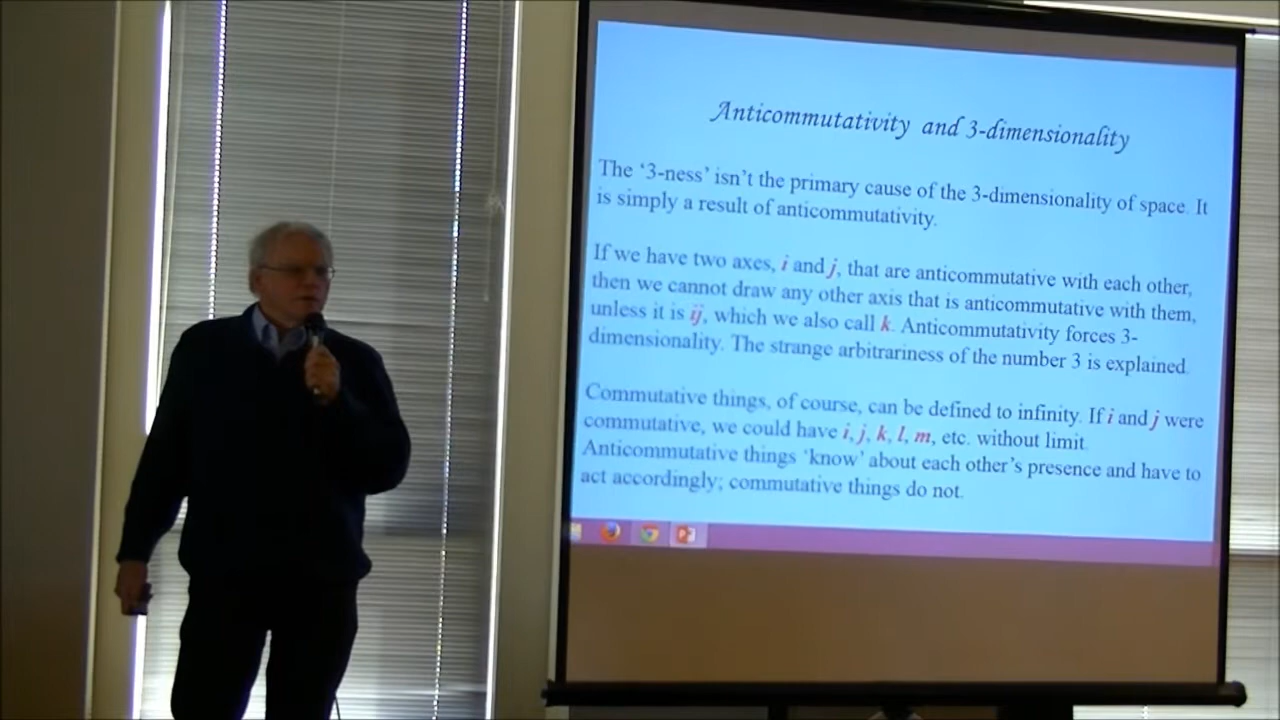 Anticommutativity and 3-dimensionality
The ‘3-ness’ isn’t the primary cause of the 3-dimensionality of space. It
is simply a result of anticommutativity.
If we have two axes, i and j, that are anticommutative with each other,
then we cannot draw any other axis that is anticommutative with them,
unless it is ij, which we also call k. Anticommutativity forces 3-
dimensionality. The strange arbitrariness of the number 3 is explained.
Commutative things, of course, can be defined to infinity. If i and j were
commutative, we could have i, j, k, l, m, etc. without limit.
Anticommutative things ‘know’ about each other’s presence and have to
act accordingly; commutative things do not.